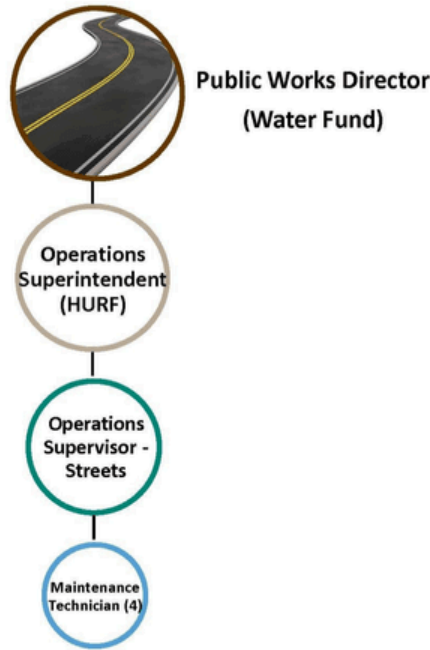 Public Works Director
(Water Fund)
Operations
Superintendent
(HURF)
Operations
Supervisor -
Streets
Maintenance
Technician (4)